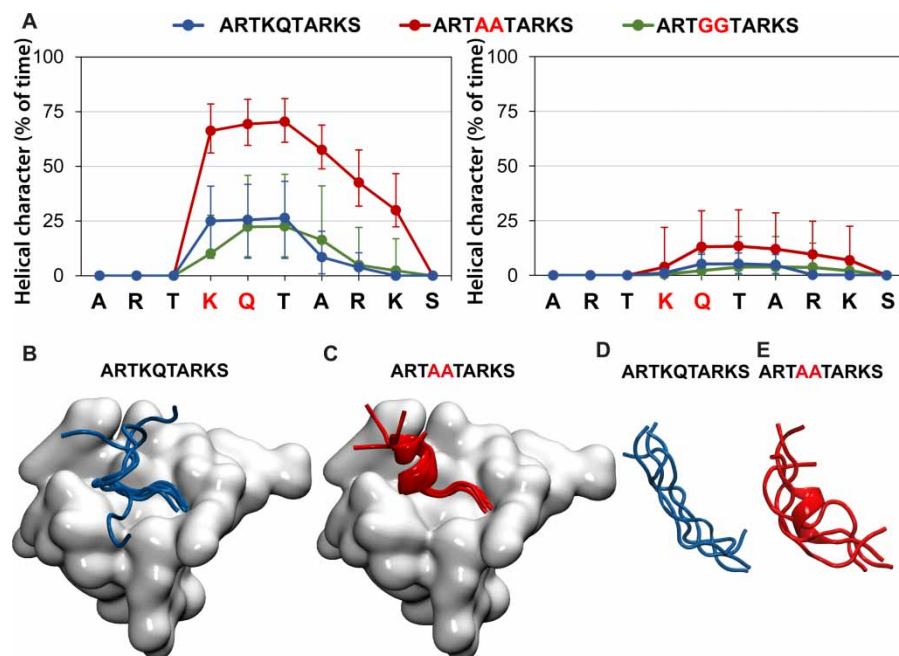 A
ARTKQTARKS ARTAATARKS ARTGGTARKS
Helical character (% of time)
100
75
50
25
0
A R T K Q T A R K S
Helical character (% of time)
100
75
50
25
0
A R T K Q T A R K S
B
ARTKQTARKS
C
ARTAATARKS
D
ARTKQTARKS
E
ARTAATARKS